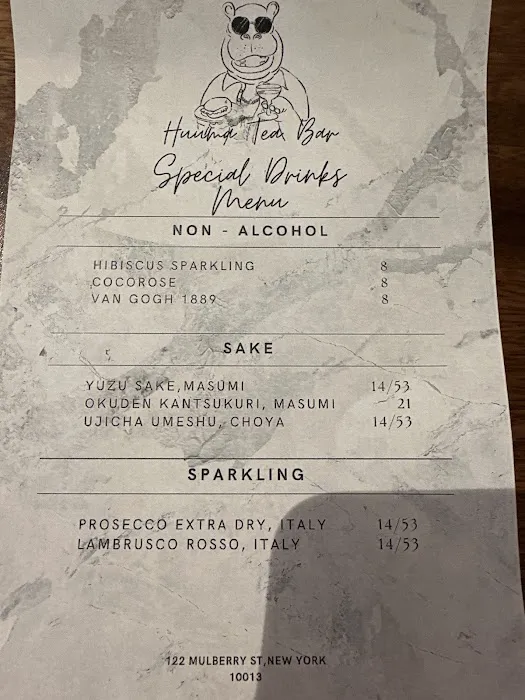 Huuma Tea Bar
Special Drinks
Menu
NON - ALCOHOL
HIBISCUS SPARKLING 8
COCOROSE 8
VAN GOGH 1889 8
SAKE
YUZU SAKE,MASUMI 14/53
OKUDEN KANTSUKURI, MASUMI 21
UJICHA UMESHU, CHOYA 14/53
SPARKLING
PROSECCO EXTRA DRY, ITALY 14/53
LAMBRUSCO ROSSO, ITALY 14/53
122 MULBERRY ST,NEW YORK
10013